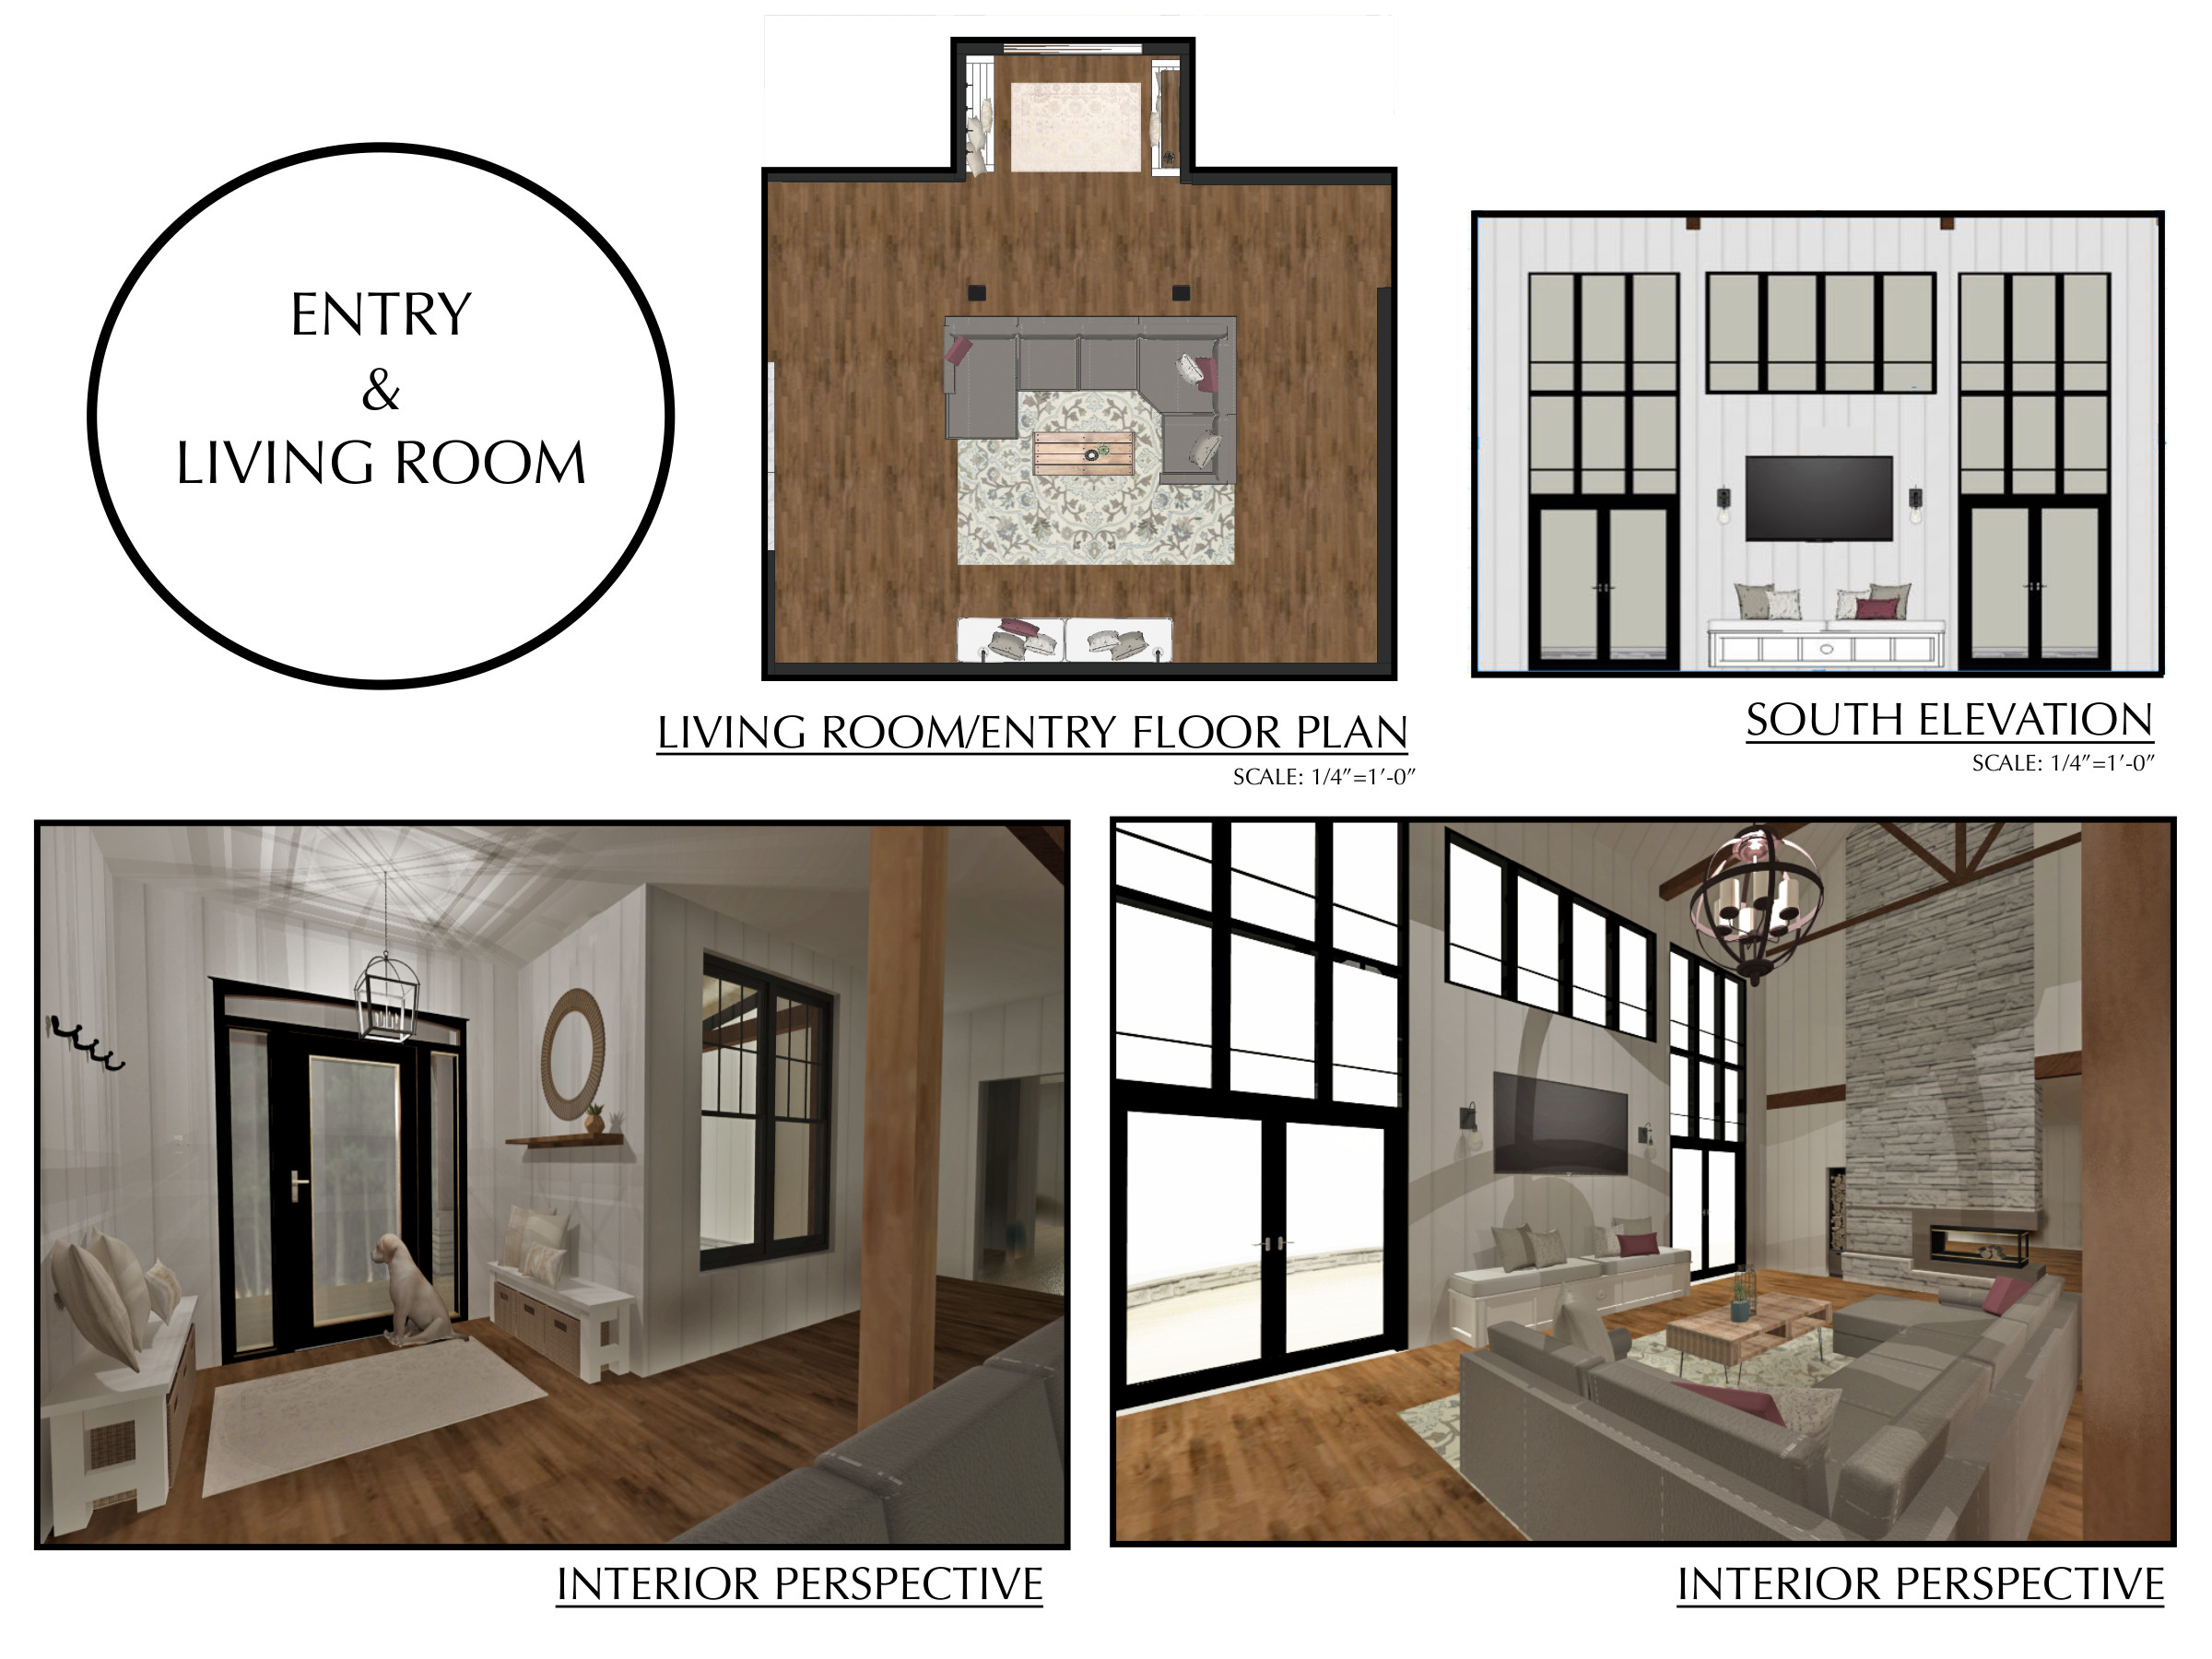 ENTRY
&
LIVING ROOM
LIVING ROOM/ENTRY FLOOR PLAN
SCALE: 1/4"=1'-0"
SOUTH ELEVATION
SCALE: 1/4"=1'-0"
INTERIOR PERSPECTIVE
INTERIOR PERSPECTIVE